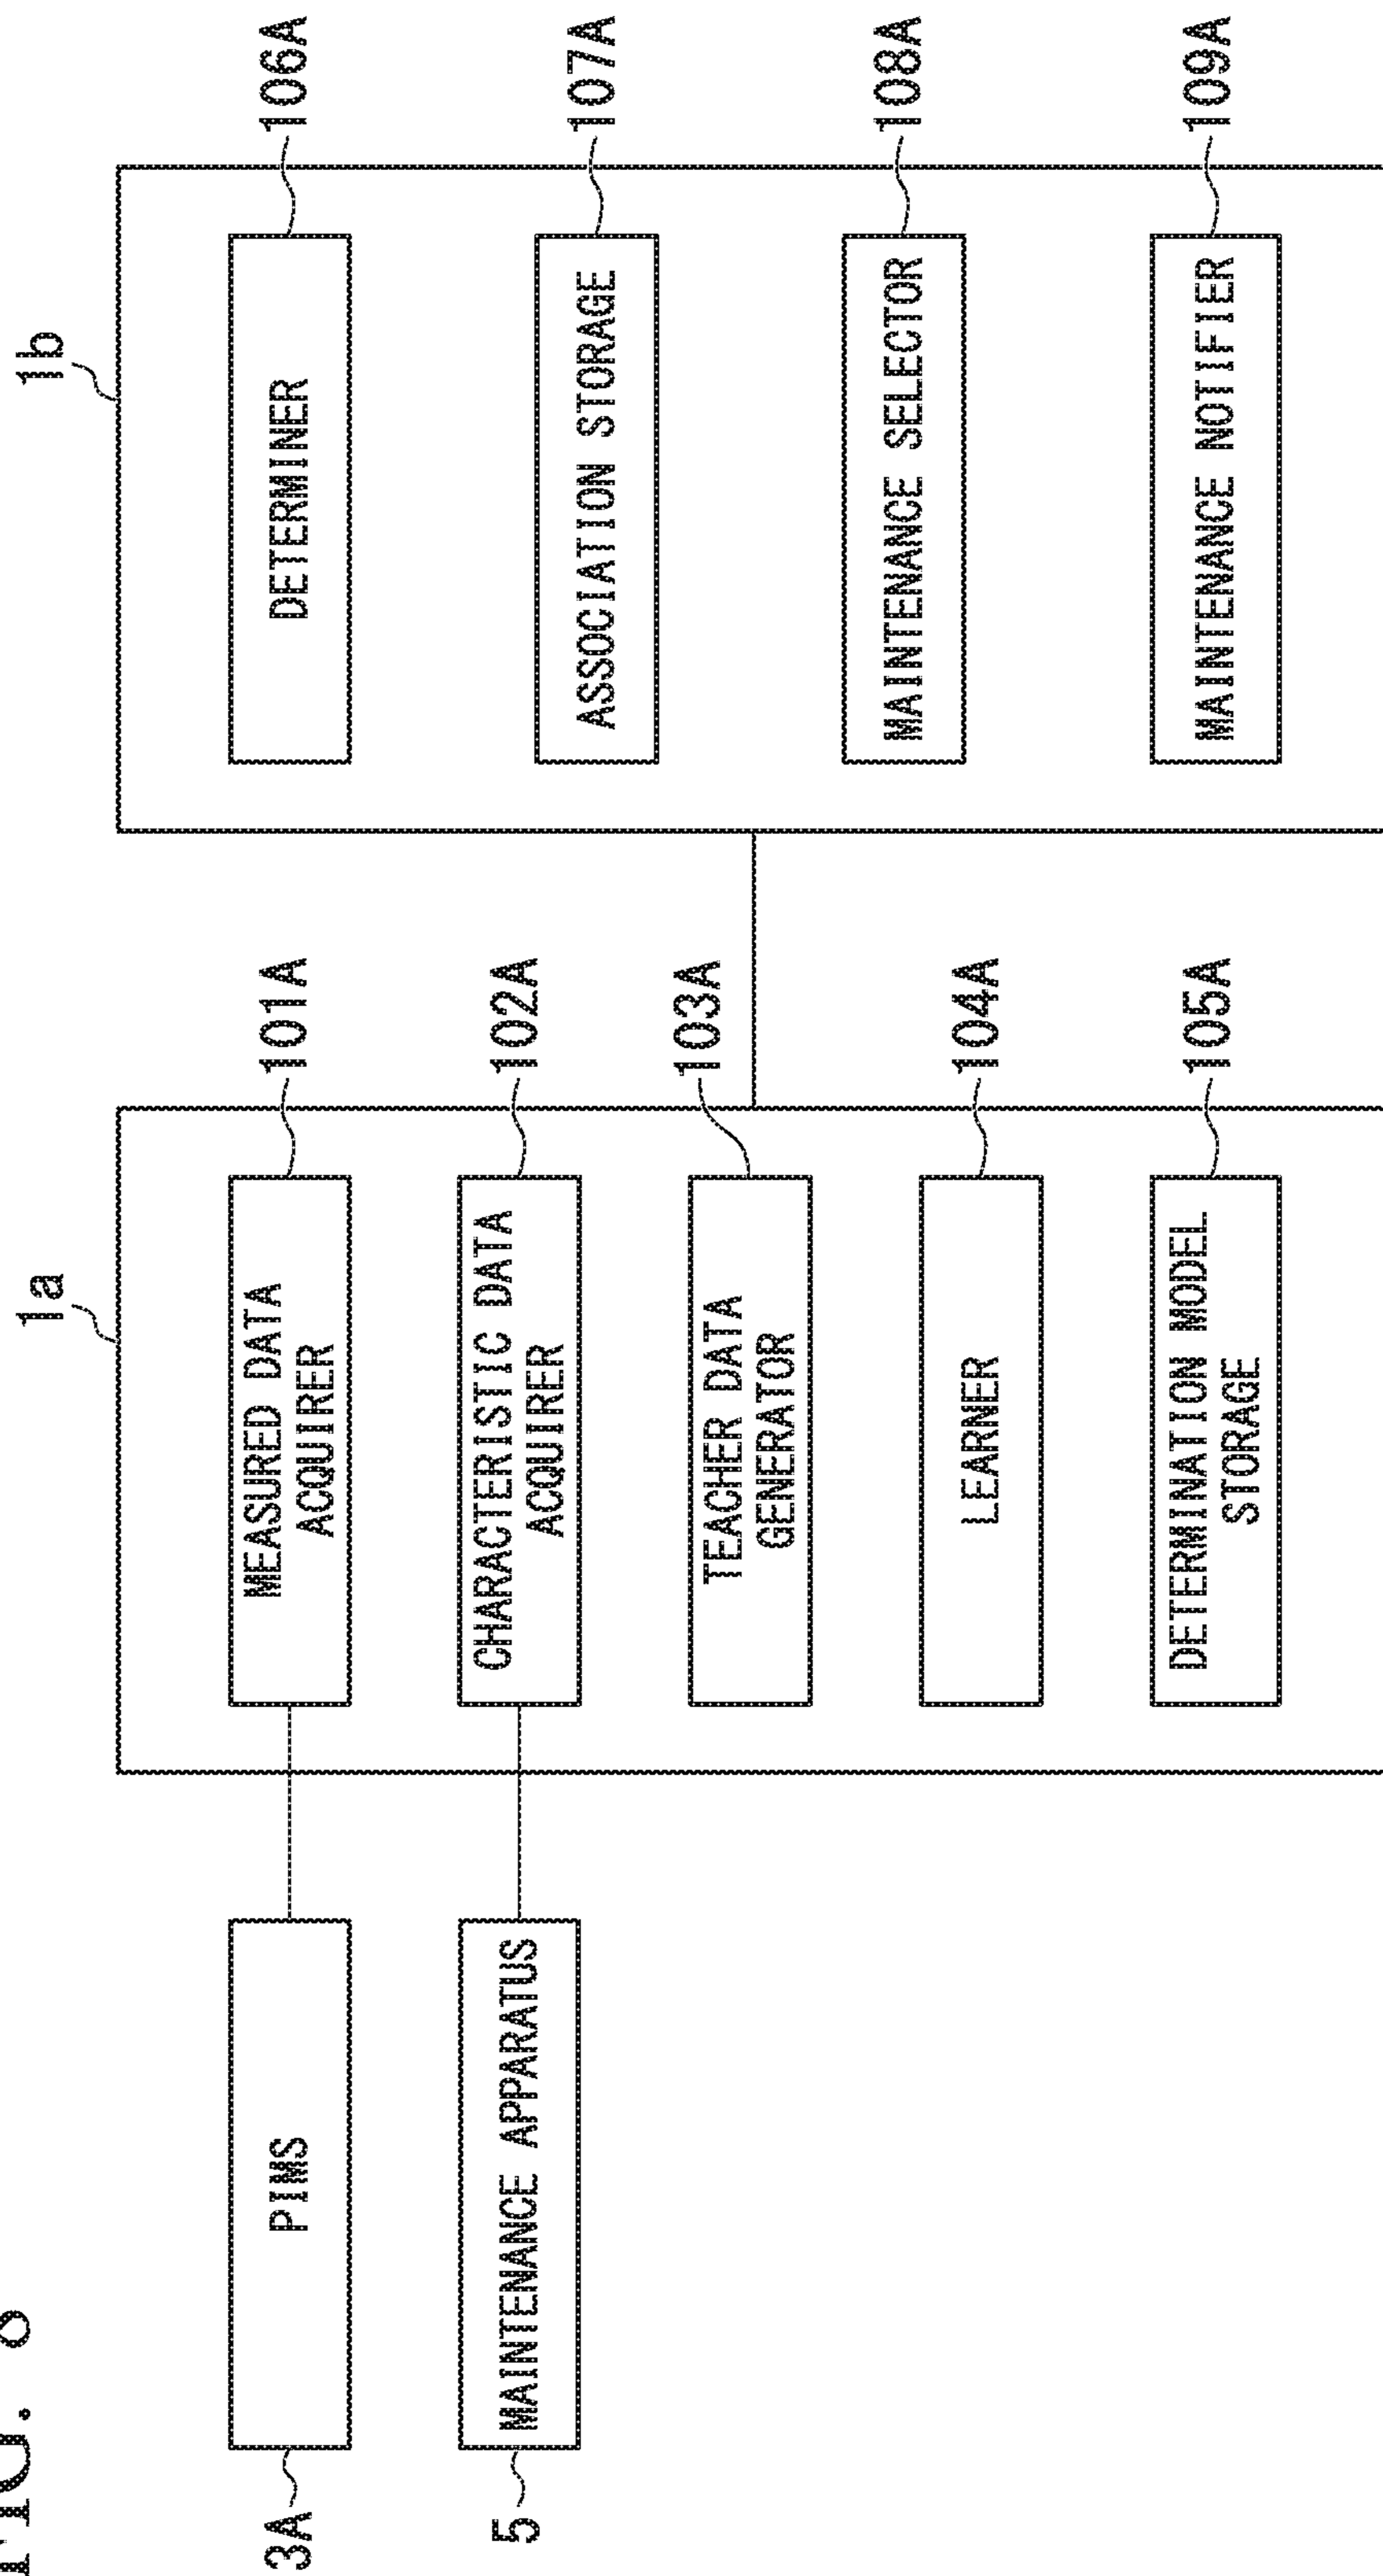 FIG. 8
1a
1b
3A
PIMS
MEASURED DATA
ACQUIRER
101A
DETERMINER
106A
5
MAINTENANCE APPARATUS
CHARACTERISTIC DATA
ACQUIRER
102A
ASSOCIATION STORAGE
107A
TEACHER DATA
GENERATOR
103A
LEARNER
104A
MAINTENANCE SELECTOR
108A
DETERMINATION MODEL
STORAGE
105A
MAINTENANCE NOTIFIER
109A